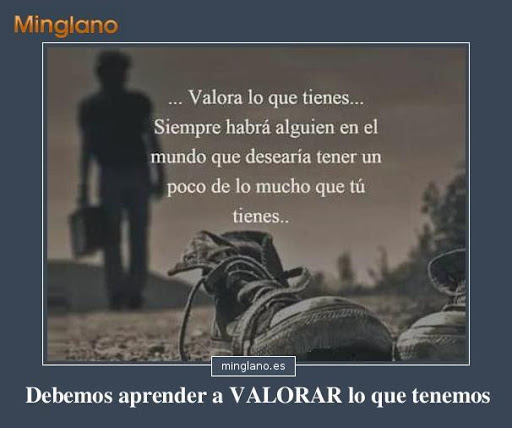 Minglano
... Valora lo que tienes...
Siempre habrá alguien en el
mundo que desearía tener un
poco de lo mucho que tú
tienes..
minglano.es
Debemos aprender a VALORAR lo que tenemos